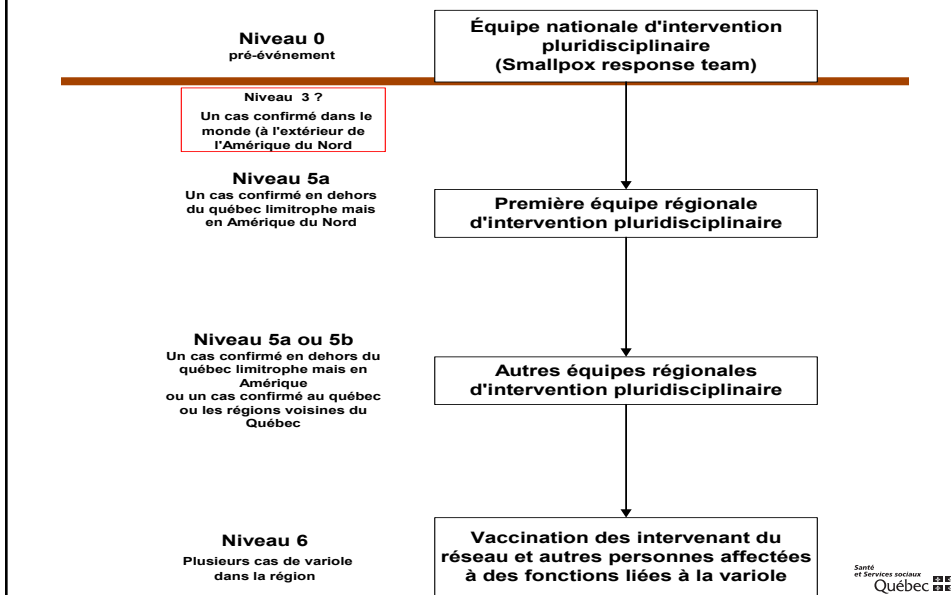 Niveau 0
pré-événement
Équipe nationale d'intervention
pluridisciplinaire
(Smallpox response team)
Niveau 3 ?
Un cas confirmé dans le
monde (à l'extérieur de
l'Amérique du Nord
Niveau 5a
Un cas confirmé en dehors
du québec limitrophe mais
en Amérique du Nord
Première équipe régionale
d'intervention pluridisciplinaire
Niveau 5a ou 5b
Un cas confirmé en dehors du
québec limitrophe mais en
Amérique
ou un cas confirmé au québec
ou les régions voisines du
Québec
Autres équipes régionales
d'intervention pluridisciplinaire
Niveau 6
Plusieurs cas de variole
dans la région
Vaccination des intervenant du
réseau et autres personnes affectées
à des fonctions liées à la variole
Santé
et Services sociaux
Québec